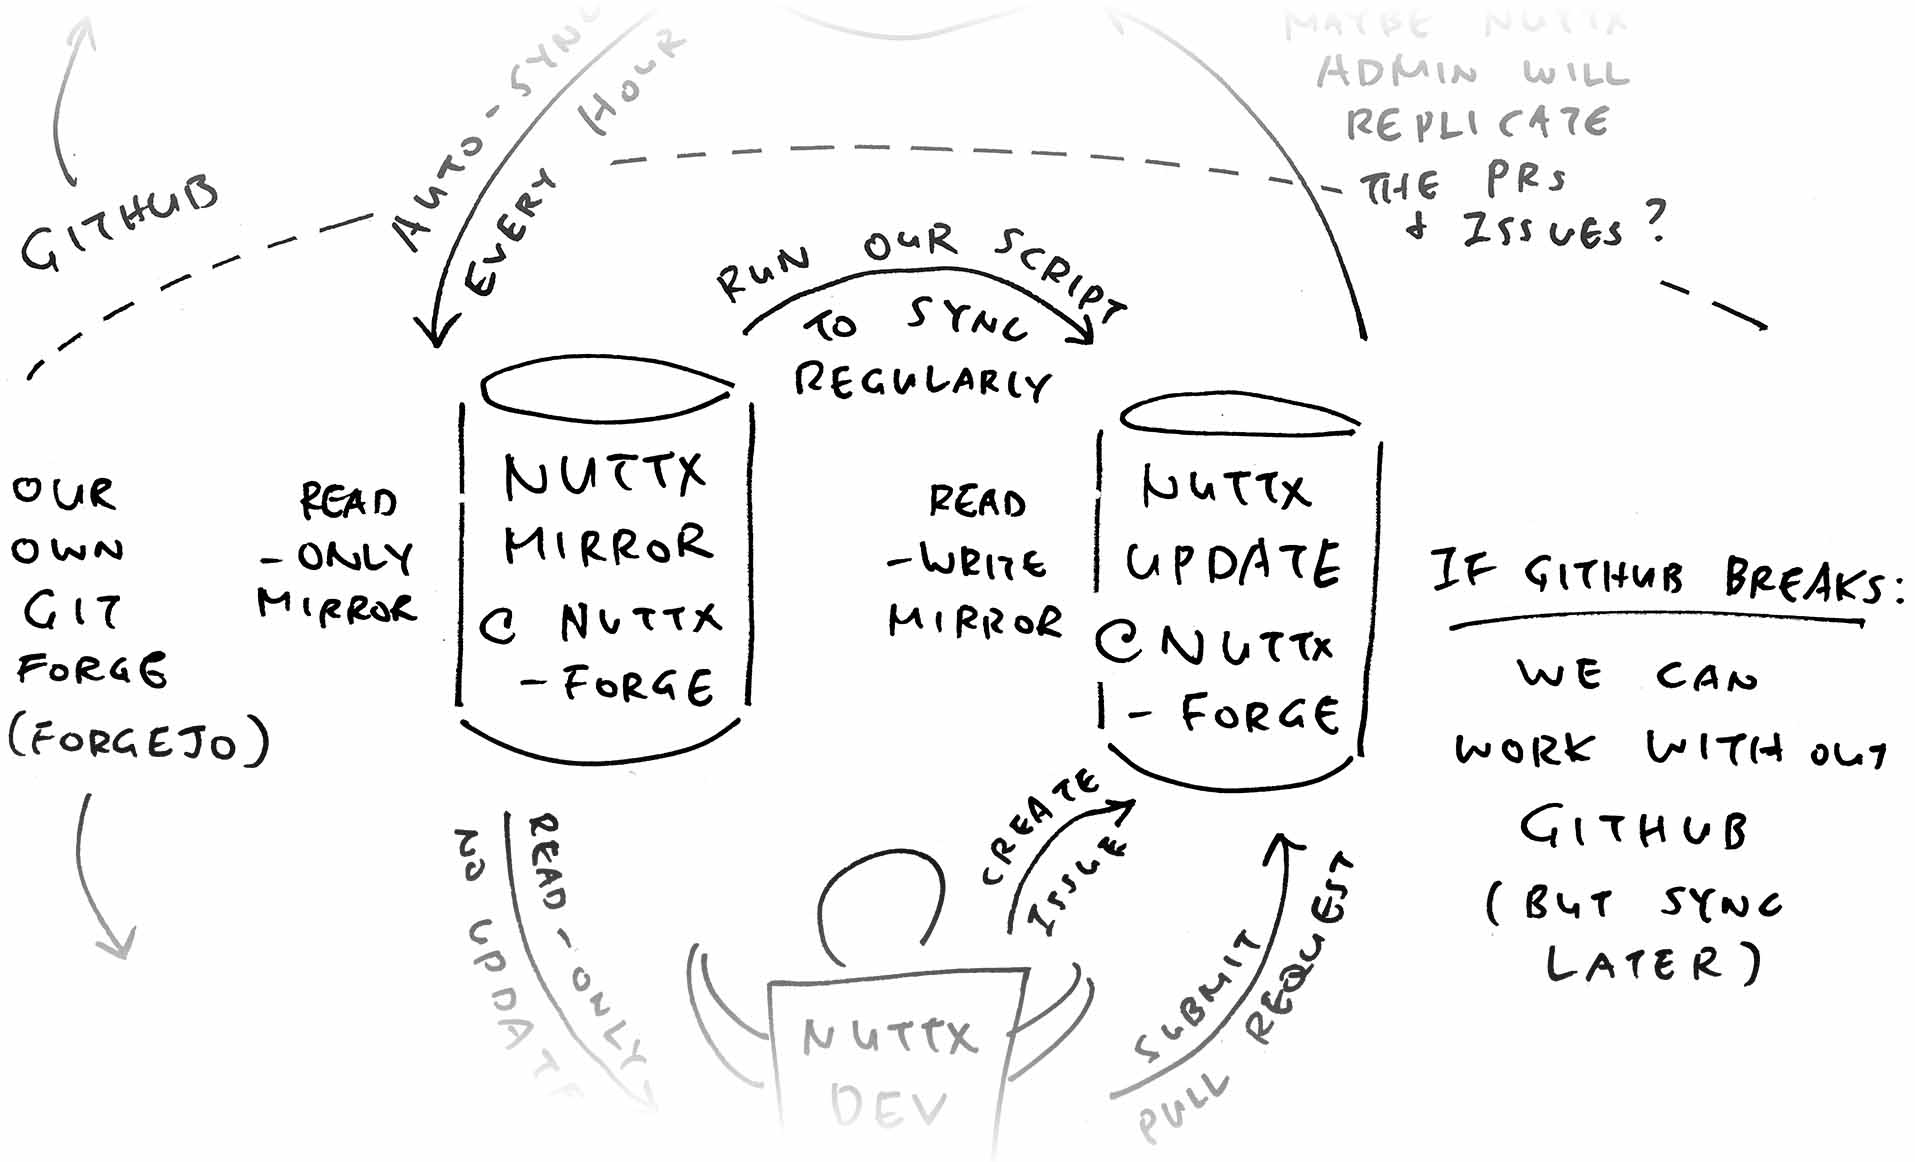 MAYBE NUTTX
ADMIN WILL
REPLICATE
THE PRs
+ ISSUES?
GITHUB
AUTO-SYNC
EVERY HOUR
RUN OUR SCRIPT
TO SYNC
REGULARLY
OUR
OWN
GIT
FORGE
(FORGEJO)
READ
-ONLY
MIRROR
NUTTX
MIRROR
@ NUTTX
-FORGE
READ
-WRITE
MIRROR
NUTTX
UPDATE
@ NUTTX
- FORGE
IF GITHUB BREAKS:
WE CAN
WORK WITHOUT
GITHUB
(BUT SYNC
LATER)
READ-ONLY
NO UPDATE
CREATE
ISSUE
SUBMIT
PULL REQUEST
NUTTX
DEV